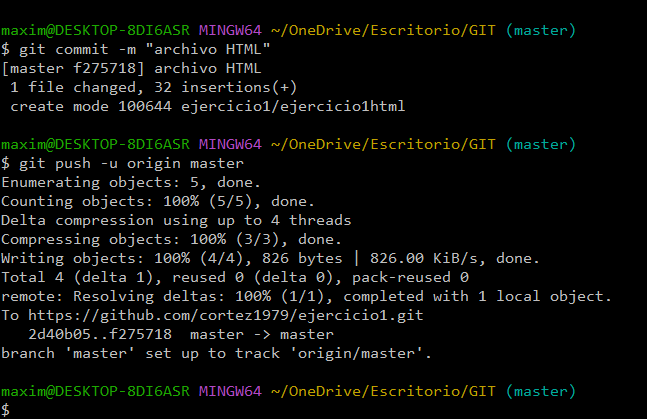 maxim@DESKTOP-8DI6ASR MINGW64 ~/OneDrive/Escritorio/GIT (master)
$ git commit -m "archivo HTML"
[master f275718] archivo HTML
 1 file changed, 32 insertions(+)
 create mode 100644 ejercicio1/ejercicio1html
maxim@DESKTOP-8DI6ASR MINGW64 ~/OneDrive/Escritorio/GIT (master)
$ git push -u origin master
Enumerating objects: 5, done.
Counting objects: 100% (5/5), done.
Delta compression using up to 4 threads
Compressing objects: 100% (3/3), done.
Writing objects: 100% (4/4), 826 bytes | 826.00 KiB/s, done.
Total 4 (delta 1), reused 0 (delta 0), pack-reused 0
remote: Resolving deltas: 100% (1/1), completed with 1 local object.
To https://github.com/cortez1979/ejercicio1.git
   2d40b05..f275718  master -> master
branch 'master' set up to track 'origin/master'.
maxim@DESKTOP-8DI6ASR MINGW64 ~/OneDrive/Escritorio/GIT (master)
$